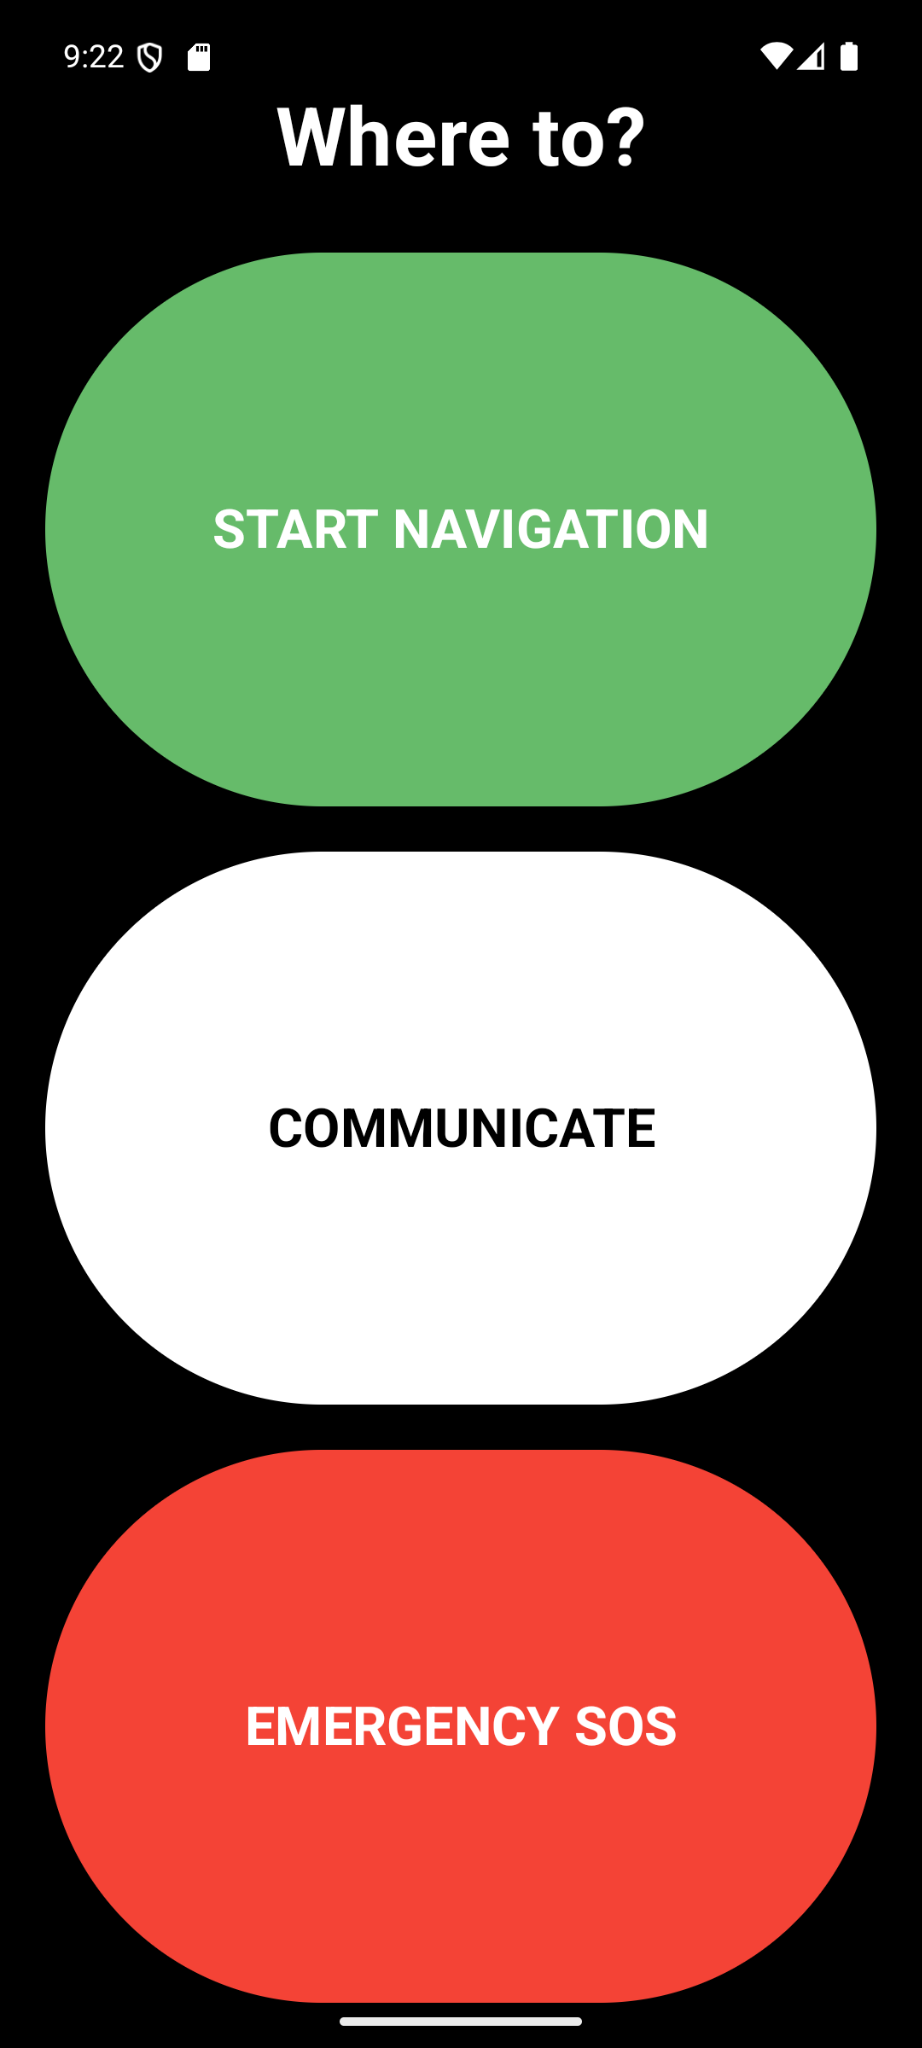 9:22
Where to?
START NAVIGATION
COMMUNICATE
EMERGENCY SOS